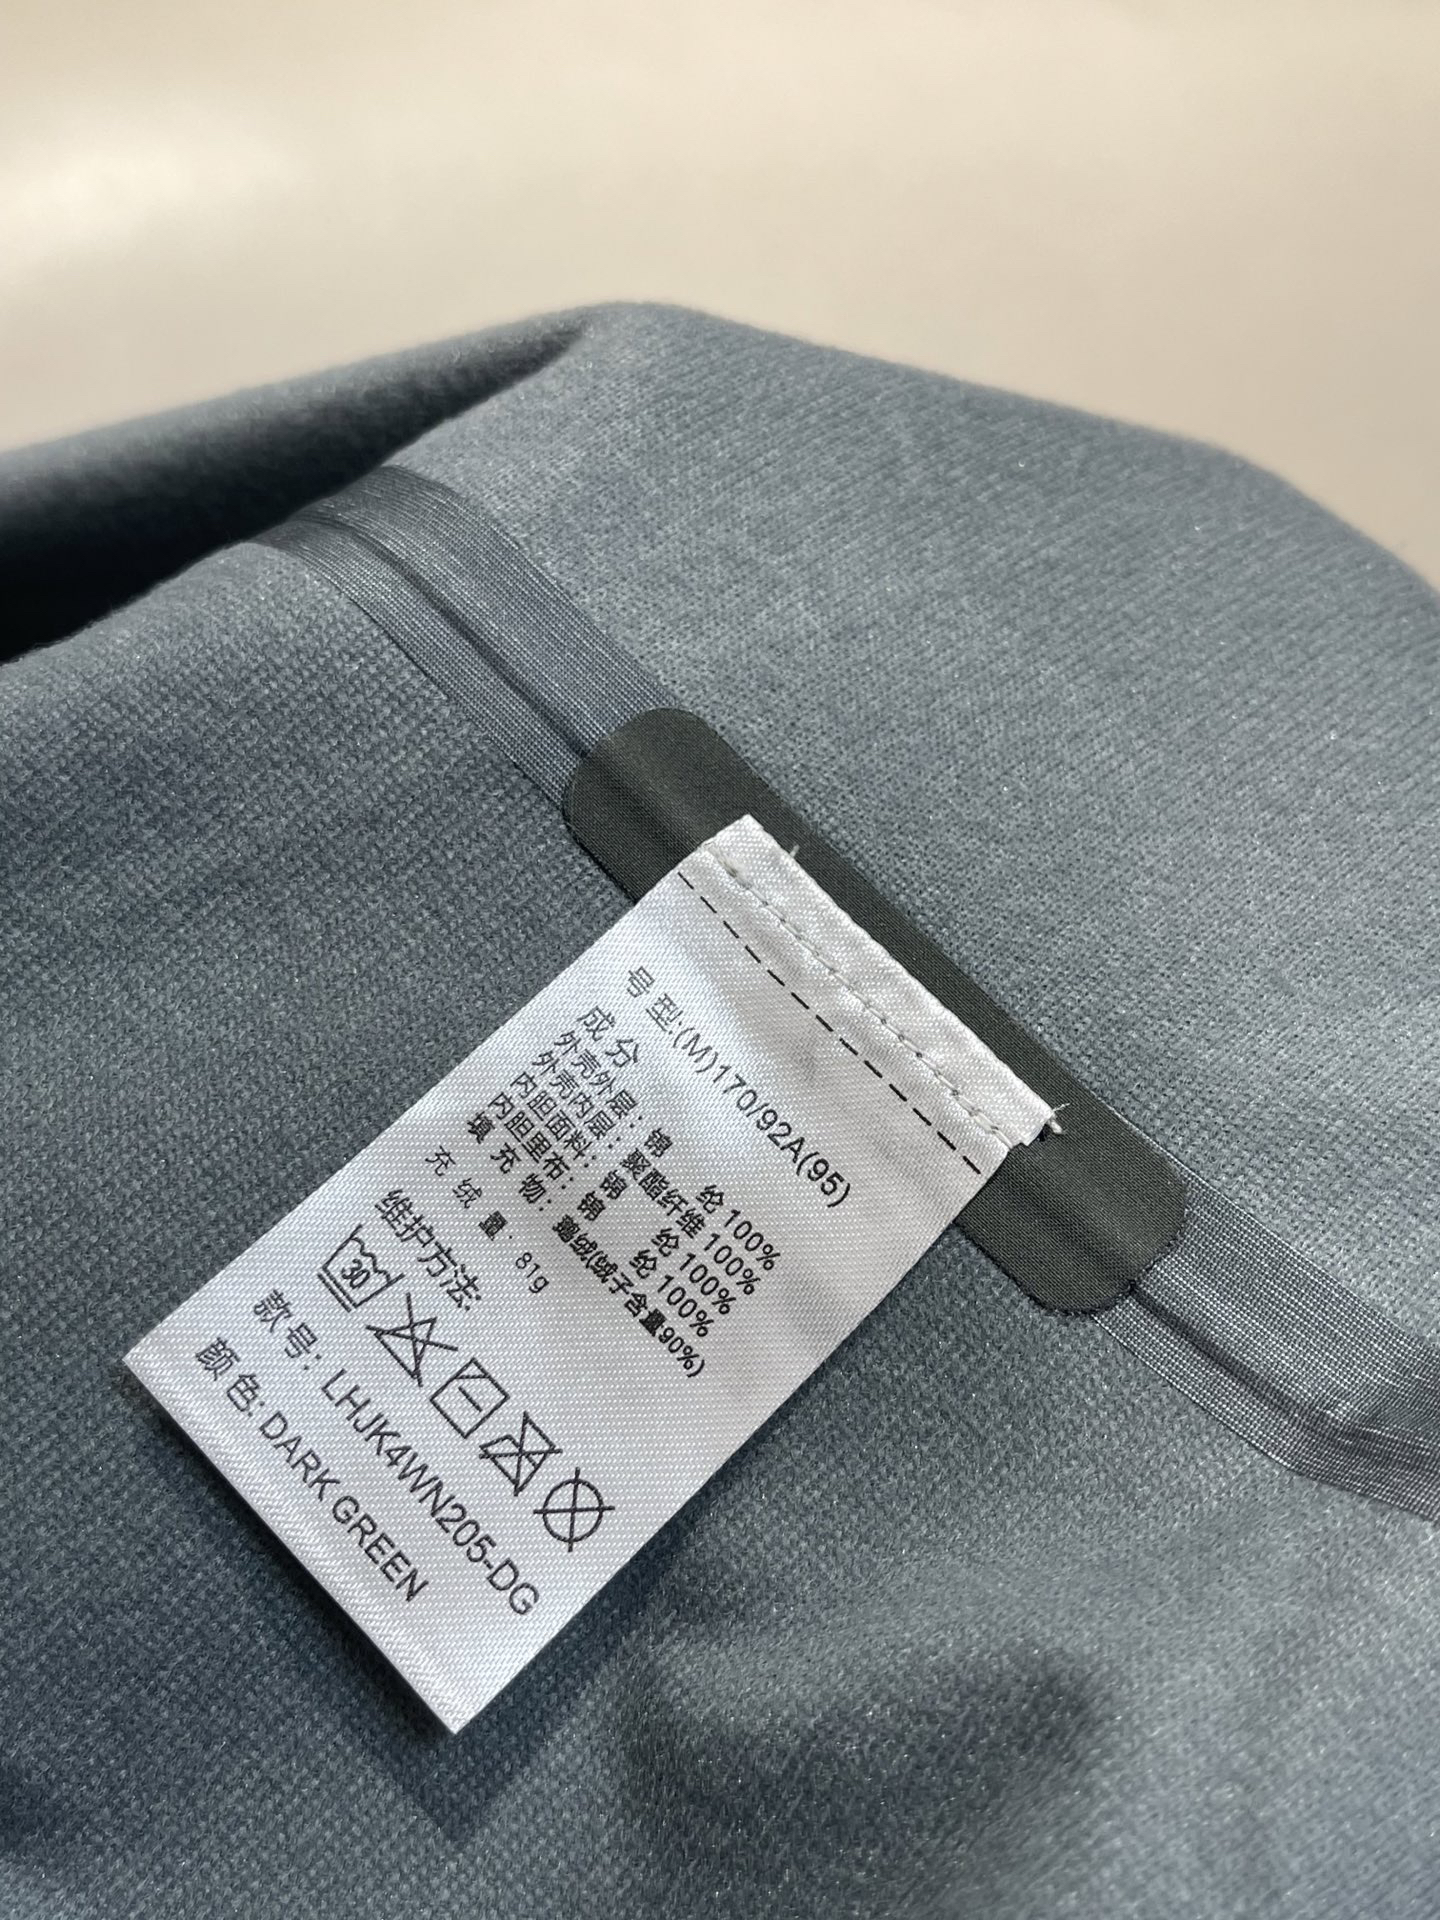 号型:(M)170/92A(95)
成分
外壳外层: 锦 纶 100%
外壳内层: 聚酯纤维 100%
内胆面料: 锦 纶 100%
内胆里布: 锦 纶 100%
填 充 物: 鹅绒(绒子含量90%)
充 绒 量: 81g
维护方法:
30
款号: LHJK4WN205-DG
颜色: DARK GREEN